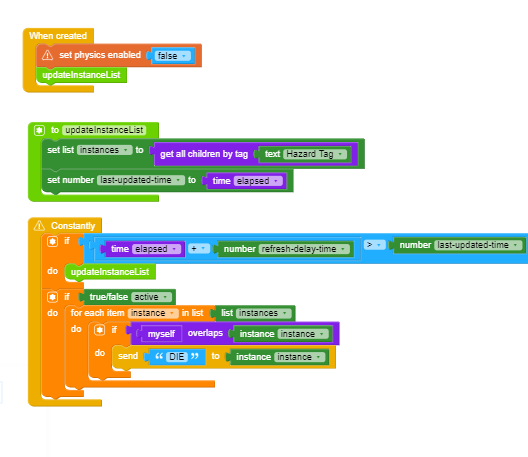 When created
set physics enabled false
updateInstanceList
to updateInstanceList
set list instances to get all children by tag text Hazard Tag
set number last-updated-time to time elapsed
Constantly
if time elapsed + number refresh-delay-time > number last-updated-time
do updateInstanceList
if true/false active
do for each item instance in list list instances
do if myself overlaps instance instance
do send “ DIE ” to instance instance